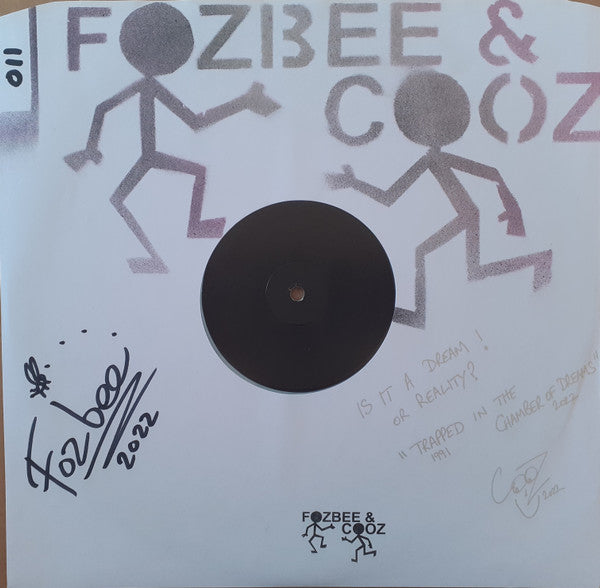 011
FOZBEE &
COOZ
Fozbee
2022
IS IT A DREAM!
OR REALITY?
"TRAPPED IN THE
CHAMBER OF DREAMS"
1991
2022
FOZBEE &
COOZ